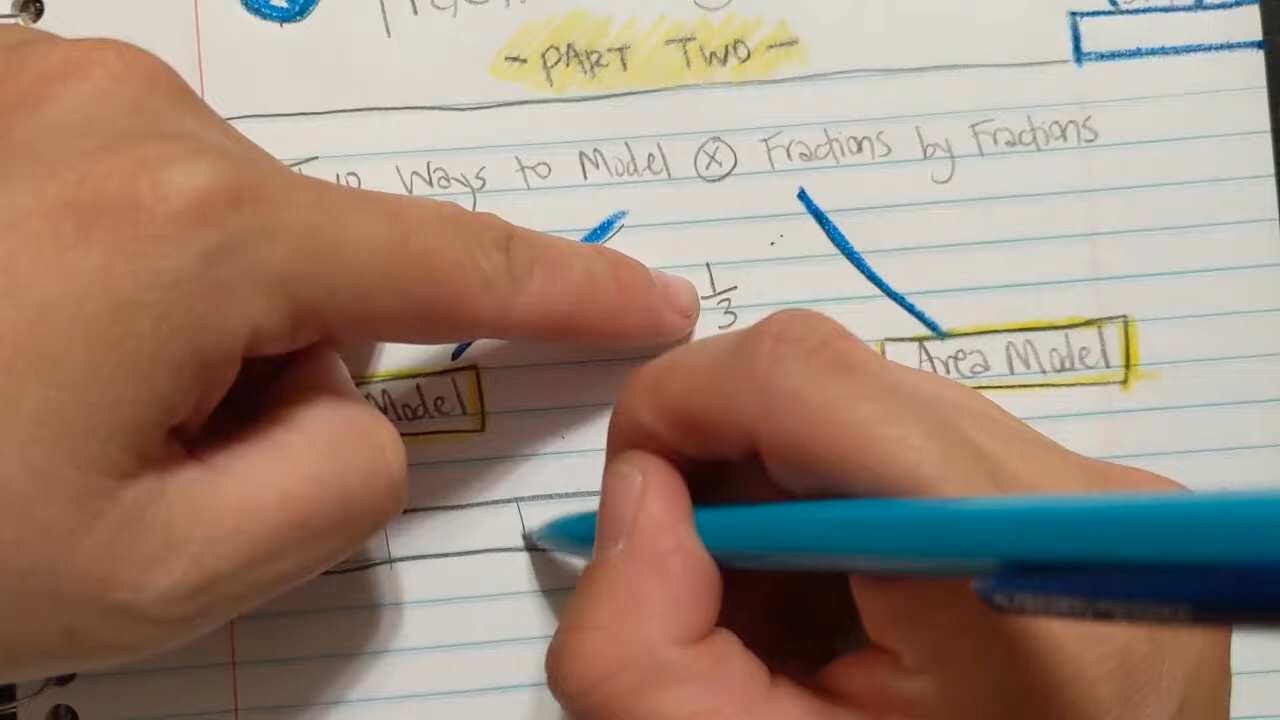 - PART TWO -
Ways to Model ⓧ Fractions by Fractions
1/3
Area Model
Model